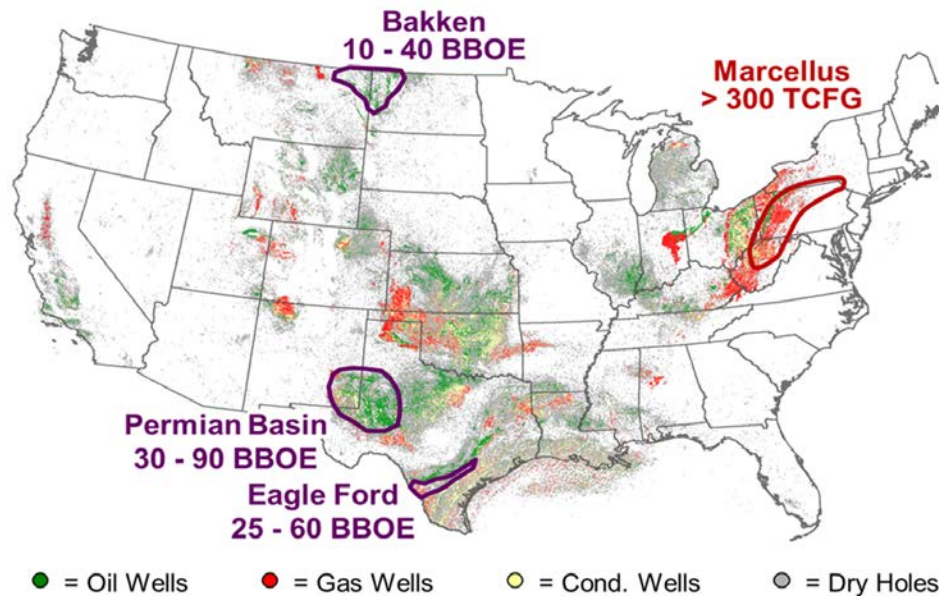 Bakken
10 - 40 BBOE
Marcellus
> 300 TCFG
Permian Basin
30 - 90 BBOE
Eagle Ford
25 - 60 BBOE
= Oil Wells
= Gas Wells
= Cond. Wells
= Dry Holes